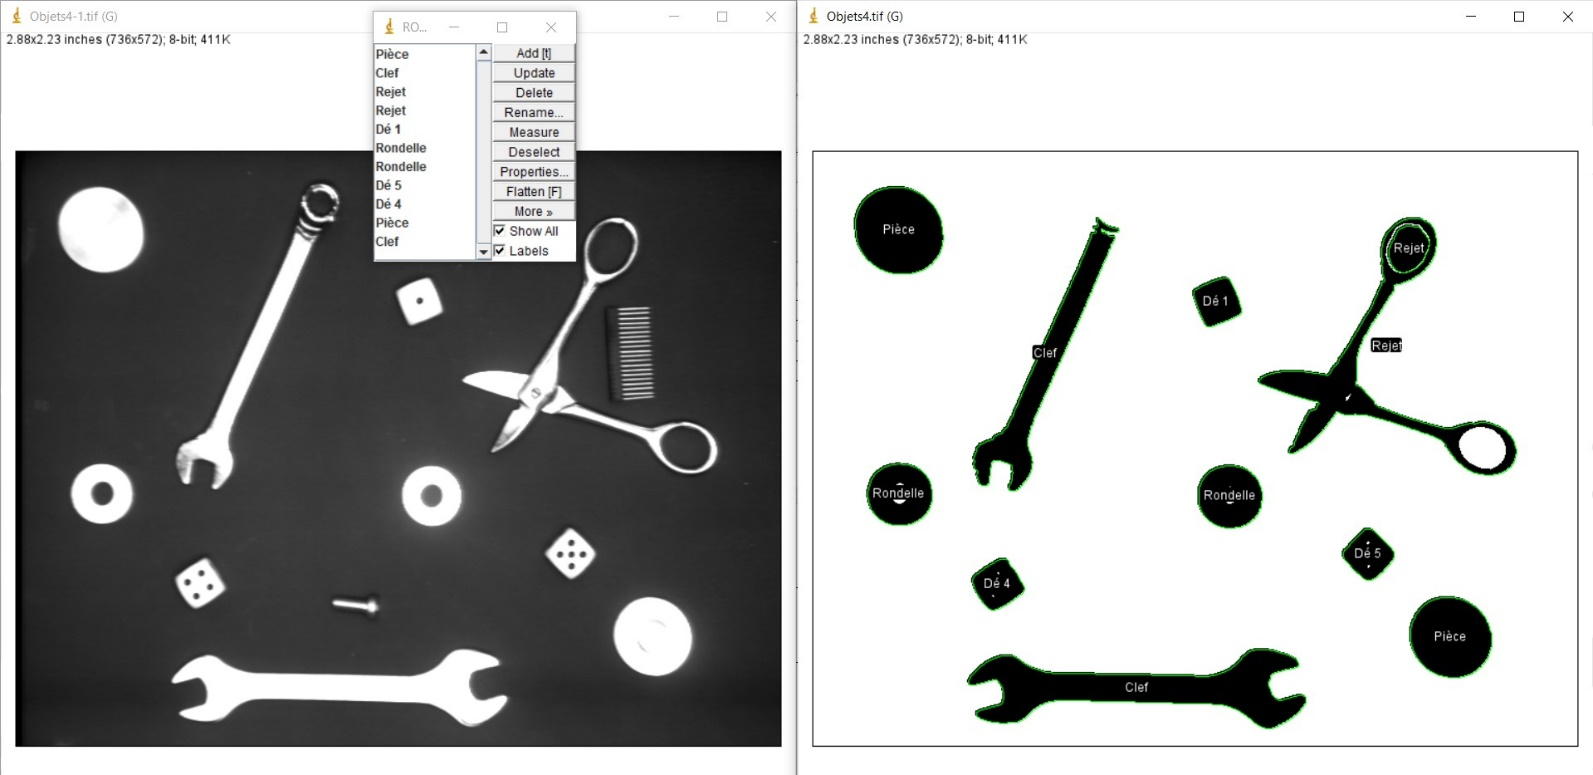 Objets4-1.tif (G)
2.88x2.23 inches (736x572); 8-bit; 411K
RO...
Pièce
Clef
Rejet
Rejet
Dé 1
Rondelle
Rondelle
Dé 5
Dé 4
Pièce
Clef
Add [t]
Update
Delete
Rename...
Measure
Deselect
Properties...
Flatten [F]
More »
Show All
Labels
Objets4.tif (G)
2.88x2.23 inches (736x572); 8-bit; 411K
Pièce
Rejet
Dé 1
Clef
Rejet
Rondelle
Rondelle
Dé 5
Dé 4
Pièce
Clef